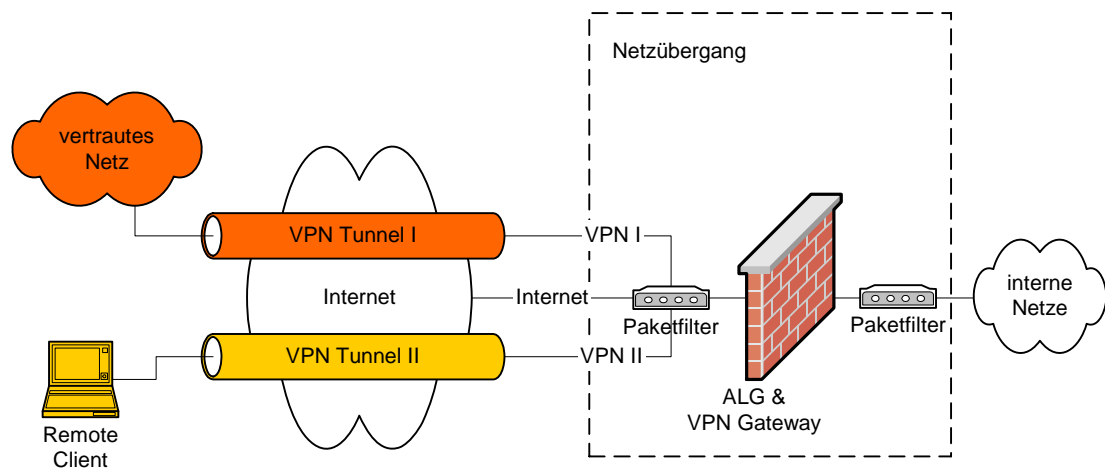 Netzübergang
vertrautes
Netz
VPN Tunnel I
VPN I
Internet
Internet
Paketfilter
Paketfilter
interne
Netze
VPN Tunnel II
VPN II
ALG &
VPN Gateway
Remote
Client